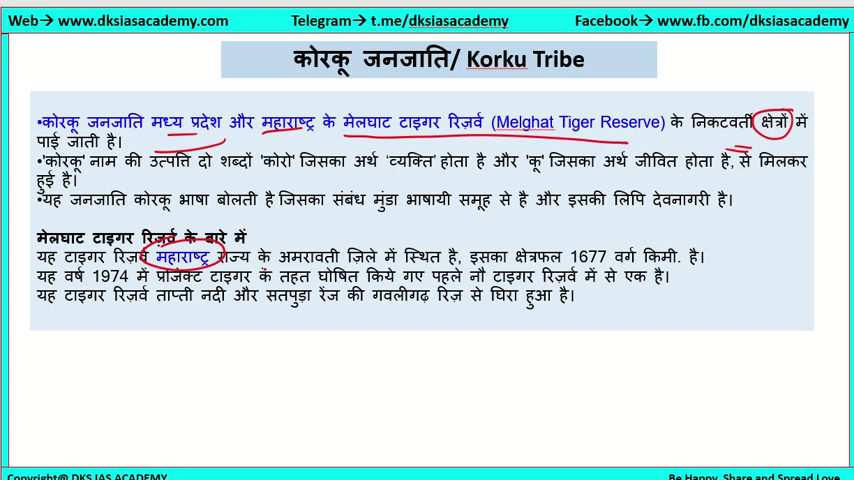 Web→ www.dksiasacademy.com Telegram→ t.me/dksiasacademy Facebook→ www.fb.com/dksiasacademy
कोरकू जनजाति/ Korku Tribe
•कोरकू जनजाति मध्य प्रदेश और महाराष्ट्र के मेलघाट टाइगर रिज़र्व (Melghat Tiger Reserve) के निकटवर्ती क्षेत्रों में
पाई जाती है।
•'कोरकू' नाम की उत्पत्ति दो शब्दों 'कोरो' जिसका अर्थ 'व्यक्ति' होता है और 'कू' जिसका अर्थ जीवित होता है, से मिलकर
हुई है।
•यह जनजाति कोरकू भाषा बोलती है जिसका संबंध मुंडा भाषायी समूह से है और इसकी लिपि देवनागरी है।
मेलघाट टाइगर रिज़र्व के बारे में
यह टाइगर रिज़र्व महाराष्ट्र राज्य के अमरावती ज़िले में स्थित है, इसका क्षेत्रफल 1677 वर्ग किमी. है।
यह वर्ष 1974 में प्रोजेक्ट टाइगर के तहत घोषित किये गए पहले नौ टाइगर रिज़र्व में से एक है।
यह टाइगर रिज़र्व ताप्ती नदी और सतपुड़ा रेंज की गवलीगढ़ रिज़ से घिरा हुआ है।
Copyright@ DKS IAS ACADEMY Be Happy, Share and Spread Love